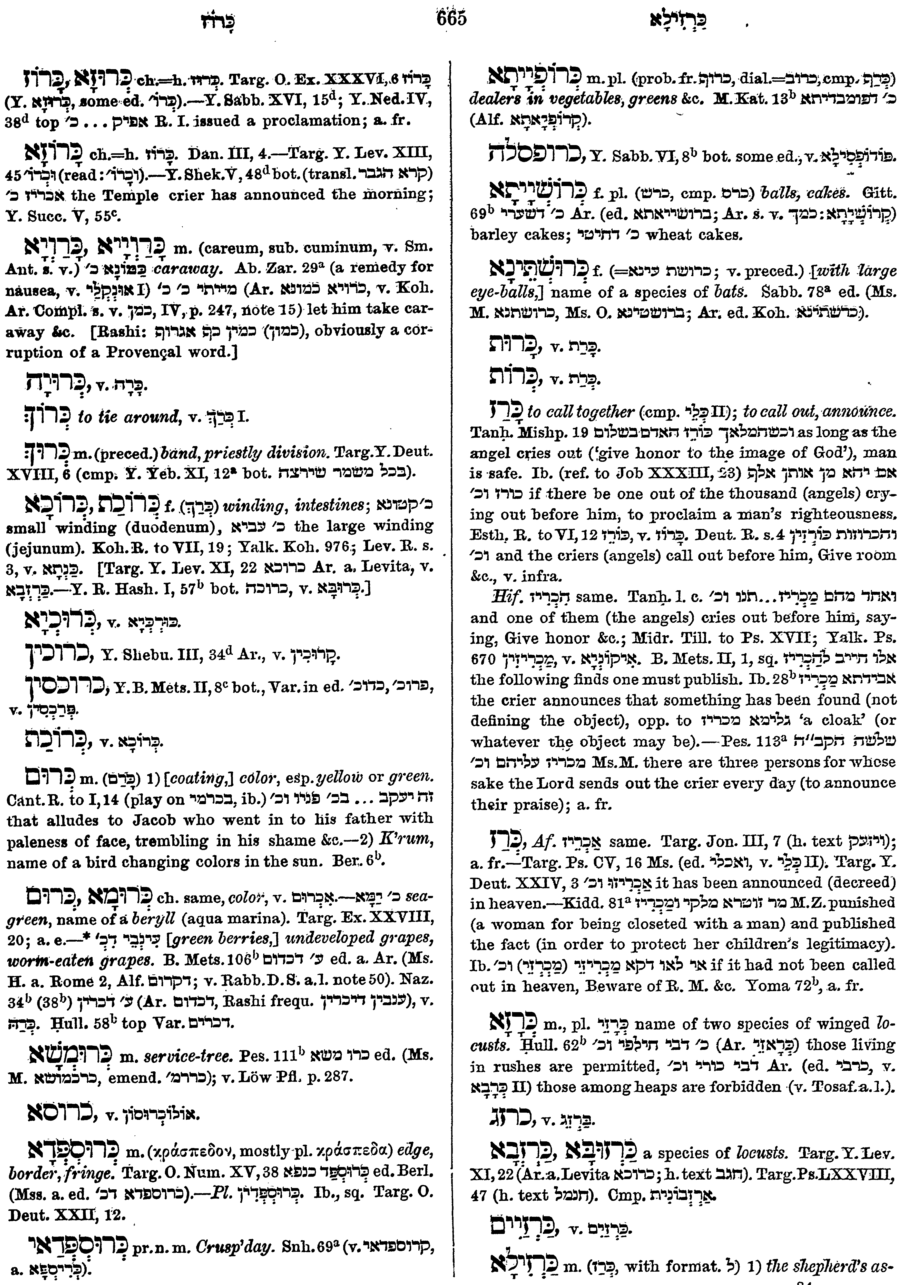 כָּרוֹז 665 כַּרְזִילָא
כָּרוֹז, כָּרוֹזָא ch.=h. כָּרוֹז. Targ. O. Ex. XXXVI, 6 כָּרוֹז
(Y. כָּרוֹזָא, some ed. כְּר').—Y. Sabb. XVI, 15d; Y. Ned. IV,
38d top אפיק ... כ' R. I. issued a proclamation; a. fr.
כָּרוֹזָא ch.=h. כָּרוֹז. Dan. III, 4.—Targ. Y. Lev. XIII,
45 וּכְרוֹ' (read: וְכָרוֹ').—Y. Shek. V, 48d bot. (transl. קרא הגבר)
אכריז כ' the Temple crier has announced the morning;
Y. Succ. V, 55c.
כַּרְוְיָיא, כַּרְוְיָא m. (careum, sub. cuminum, v. Sm.
Ant. s. v.) כַּמּוֹנָא כ' caraway. Ab. Zar. 29a (a remedy for
nausea, v. אוּנְקְלֵי I) מייתי כ' כ' (Ar. כרויא כמונא, v. Koh.
Ar. Compl. s. v. כמן, IV, p. 247, note 15) let him take car-
away &c. [Rashi: כמין כף אגרוף (כמון), obviously a cor-
ruption of a Provençal word.]
כְּרוּיָה, v. כָּרָה.
כְּרוֹךְ to tie around, v. כָּרַךְ I.
כְּרוּךְ m. (preced.) band, priestly division. Targ. Y. Deut.
XVIII, 6 (cmp. Y. Yeb. XI, 12a bot. בכל משמר שירצה).
כְּרוֹכָא, כְּרוֹכַת f. (כָּרַךְ) winding, intestines; כ' קטינא
small winding (duodenum), כ' עביא the large winding
(jejunum). Koh. R. to VII, 19; Yalk. Koh. 976; Lev. R. s.
3, v. כַּנְתָּא. [Targ. Y. Lev. XI, 22 כרוכא Ar. a. Levita, v.
כַּרְזְבָא.—Y. R. Hash. I, 57b bot. כרוכה, v. כְּרוּבָא.]
כְּרוּכְיָא, v. כּוּרְכְּיָא.
כרוכין, Y. Shebu. III, 34d Ar., v. קָרוּכִין.
כרוכסין, Y. B. Mets. II, 8c bot., Var. in ed. פרוכ', כדוכ',
v. פַּרְכְּסִין.
כְּרוֹכַת, v. כְּרוֹכָא.
כְּרוּם m. (כָּרַם) 1) [coating,] color, esp. yellow or green.
Cant. R. to I, 14 (play on בכרמי, ib.) זה יעקב ... בכ' פניו וכ'
that alludes to Jacob who went in to his father with
paleness of face, trembling in his shame &c.—2) K'rum,
name of a bird changing colors in the sun. Ber. 6b.
כְּרוּם, כְּרוּמָא ch. same, color, v. אַכְרוּם.—כ' יַמָּא sea-
green, name of a beryll (aqua marina). Targ. Ex. XXVIII,
20; a. e.—* עִינְבֵי דְכ' [green berries,] undeveloped grapes,
worm-eaten grapes. B. Mets. 106b ע' דכדום ed. a. Ar. (Ms.
H. a. Rome 2, Alf. דקרום; v. Rabb. D. S. a. l. note 50). Naz.
34b (38b) ע' דכרין (Ar. דכדום, Rashi frequ. ענבין דיכרין), v.
Hull. 58b top Var. דכרים.
כְּרוּמְשָׁא m. service-tree. Pes. 111b כרו משא ed. (Ms.
M. כרכמושא, emend. כררמ'); v. Löw Pfl. p. 287.
כרוסא, v. אוֹלוֹכְרוּסוֹן.
כְּרוּסְפְּדָא m. (κράσπεδον, mostly pl. κράσπεδα) edge,
border, fringe. Targ. O. Num. XV, 38 כְּרוּסְפַּד כנפא ed. Berl.
(Mss. a. ed. כרוספדא דכ').—Pl. כְּרוּסְפְּדִין. Ib., sq. Targ. O.
Deut. XXII, 12.
כְּרוּסְפְּדַאי pr. n. m. Crusp'day. Snh. 69a (v. קרוספדאי,
a. כְּרִיסְפָּא).
כְּרוֹפְיָיתָא m. pl. (prob. fr. כרוף, dial.=כרוב; cmp. כָּרַף)
dealers in vegetables, greens &c. M. Kat. 13b כ' דפומבדיתא
(Alf. קְרוֹפְיָאתָא).
כרופסלה, Y. Sabb. VI, 8b bot. some ed., v. פּוֹדוֹפְסִילָא.
כְּרוֹשְׁיָיתָא f. pl. (כרש, cmp. כרס) balls, cakes. Gitt.
69b כ' דשערי Ar. (ed. ברושייאתא; Ar. s. v. כמך: קְרוֹשְׁיָתָא)
barley cakes; כ' דחיטי wheat cakes.
כְּרוּשְׁתֵּינָא f. (=כרושת עינא; v. preced.) [with large
eye-balls,] name of a species of bats. Sabb. 78a ed. (Ms.
M. כרושתנא, Ms. O. ברושטינא; Ar. ed. Koh. כרשתינא).
כָּרוּת, v. כָּרַת.
כָּרוֹת, v. כָּרַת.
כָּרַז to call together (cmp. כְּלֵי II); to call out, announce.
Tanh. Mishp. 19 וכשהמלאך כּוֹרֵז האדם בשלום as long as the
angel cries out ('give honor to the image of God'), man
is safe. Ib. (ref. to Job XXXIII, 23) אם יהא מן אותן אלף
כורז וכ' if there be one out of the thousand (angels) cry-
ing out before him, to proclaim a man's righteousness.
Esth. R. to VI, 12 כּוֹרֵז, v. כָּרוֹז. Deut. R. s. 4 והכרוזות כּוֹרְזִין
וכ' and the criers (angels) call out before him, Give room
&c., v. infra.
Hif. הִכְרִיז same. Tanh. l. c. ואחד מהם מַכְרִיז...תנו וכ'
and one of them (the angels) cries out before him, say-
ing, Give honor &c.; Midr. Till. to Ps. XVII; Yalk. Ps.
670 מַכְרִיזִין, v. אִיקוֹנְיָא. B. Mets. II, 1, sq. אלו חייב לְהַכְרִיז
the following finds one must publish. Ib. 28b אבידתא מַכְרִיז
the crier announces that something has been found (not
defining the object), opp. to גלימא מכריז 'a cloak' (or
whatever the object may be).—Pes. 113a שלשה הקב"ה
מכריז עליהם וכ' Ms. M. there are three persons for whose
sake the Lord sends out the crier every day (to announce
their praise); a. fr.
כְּרַז, Af. אַכְרֵיז same. Targ. Jon. III, 7 (h. text ויזעק);
a. fr.—Targ. Ps. CV, 16 Ms. (ed. ואכלי, v. כְּלֵי II). Targ. Y.
Deut. XXIV, 3 אַכְרִיזוּ וכ' it has been announced (decreed)
in heaven.—Kidd. 81a מר זוטרא מלקי וּמַכְרִיז M. Z. punished
(a woman for being closeted with a man) and published
the fact (in order to protect her children's legitimacy).
Ib. אי לאו דקא מַכְרְיזֵי (מַכְרְזֵי) וכ' if it had not been called
out in heaven, Beware of R. M. &c. Yoma 72b, a. fr.
כְּרָזָא m., pl. כְּרָזֵי name of two species of winged lo-
custs. Hull. 62b כ' דבי חילפי וכ' (Ar. כְּרָאזֵי) those living
in rushes are permitted, דבי כורי וכ' Ar. (ed. כרבי, v.
כְּרָבָא II) those among heaps are forbidden (v. Tosaf. a. l.).
כרזג, v. בַּרְזֵג.
כַּרְזוּבָא, כַּרְזְבָא a species of locusts. Targ. Y. Lev.
XI, 22 (Ar. a. Levita כרוכא; h. text חגב). Targ. Ps. LXXVIII,
47 (h. text חנמל). Cmp. אַרְזְבוֹנִית.
כַּרְזַיִים, v. כַּרְזַיִם.
כַּרְזִילָא m. (כְּרַז, with format. ל) 1) the shepherd's as-